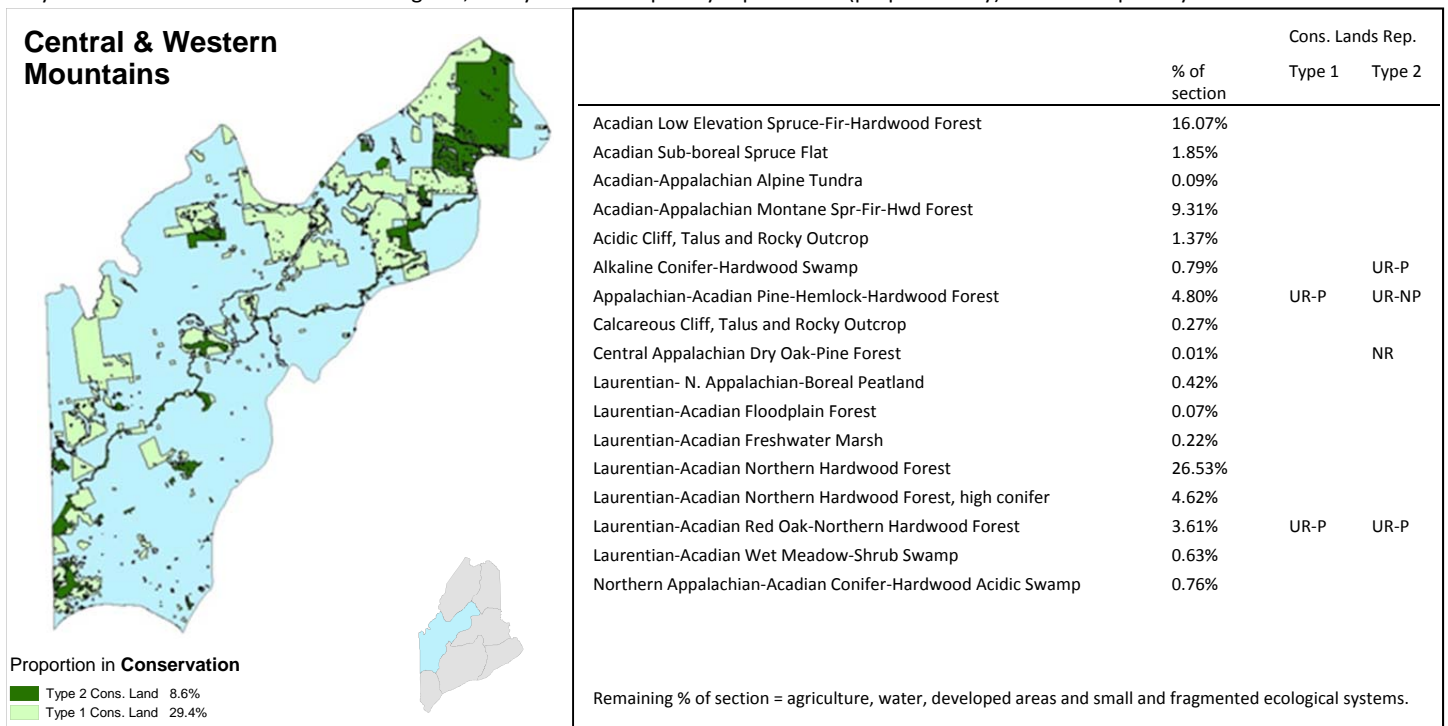 Central & Western
Mountains
Proportion in Conservation
Type 2 Cons. Land 8.6%
Type 1 Cons. Land 29.4%
Cons. Lands Rep.
% of section Type 1 Type 2
Acadian Low Elevation Spruce-Fir-Hardwood Forest 16.07%
Acadian Sub-boreal Spruce Flat 1.85%
Acadian-Appalachian Alpine Tundra 0.09%
Acadian-Appalachian Montane Spr-Fir-Hwd Forest 9.31%
Acidic Cliff, Talus and Rocky Outcrop 1.37%
Alkaline Conifer-Hardwood Swamp 0.79% UR-P
Appalachian-Acadian Pine-Hemlock-Hardwood Forest 4.80% UR-P UR-NP
Calcareous Cliff, Talus and Rocky Outcrop 0.27%
Central Appalachian Dry Oak-Pine Forest 0.01% NR
Laurentian- N. Appalachian-Boreal Peatland 0.42%
Laurentian-Acadian Floodplain Forest 0.07%
Laurentian-Acadian Freshwater Marsh 0.22%
Laurentian-Acadian Northern Hardwood Forest 26.53%
Laurentian-Acadian Northern Hardwood Forest, high conifer 4.62%
Laurentian-Acadian Red Oak-Northern Hardwood Forest 3.61% UR-P UR-P
Laurentian-Acadian Wet Meadow-Shrub Swamp 0.63%
Northern Appalachian-Acadian Conifer-Hardwood Acidic Swamp 0.76%
Remaining % of section = agriculture, water, developed areas and small and fragmented ecological systems.